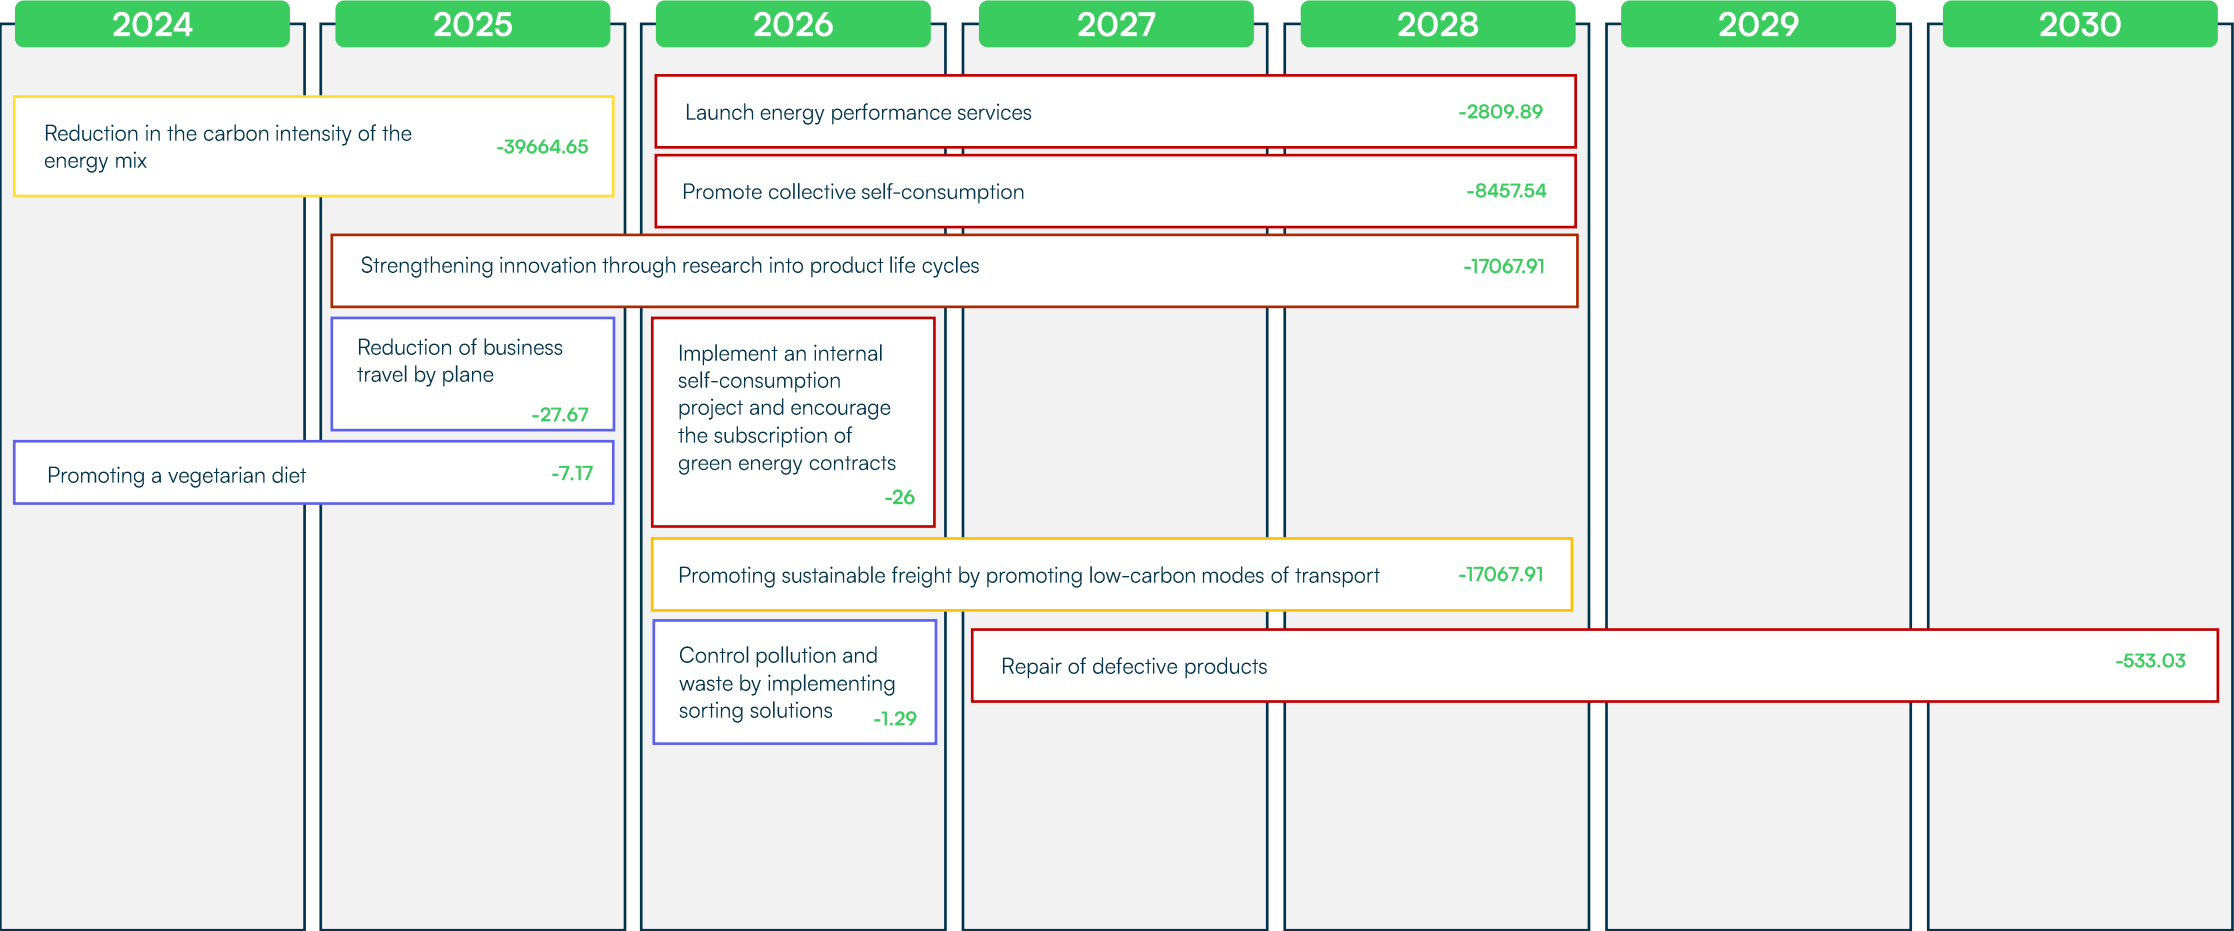 2024
2025
2026
2027
2028
2029
2030
Launch energy performance services
-2809.89
Reduction in the carbon intensity of the
energy mix
-39664.65
Promote collective self-consumption
-8457.54
Strengthening innovation through research into product life cycles
-17067.91
Reduction of business
travel by plane
-27.67
Implement an internal
self-consumption
project and encourage
the subscription of
green energy contracts
-26
Promoting a vegetarian diet
-7.17
Promoting sustainable freight by promoting low-carbon modes of transport
-17067.91
Control pollution and
waste by implementing
sorting solutions
-1.29
Repair of defective products
-533.03